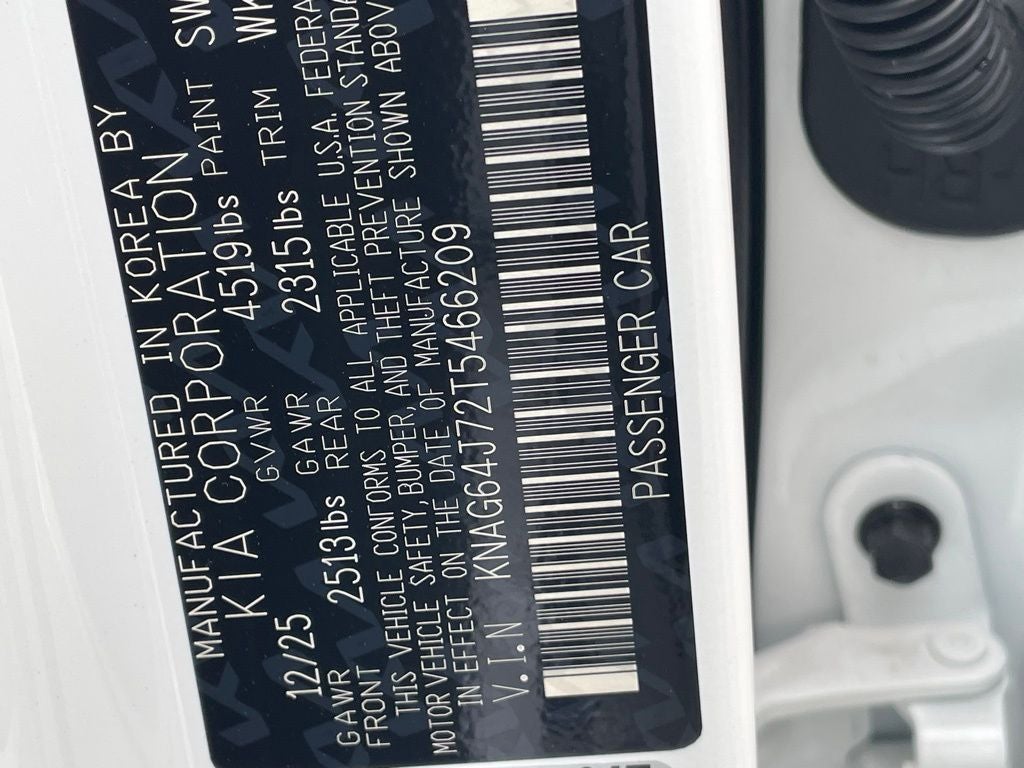 MANUFACTURED IN KOREA BY
KIA CORPORATION
12/25 GVWR 4519lbs PAINT SW
GAWR FRONT 2513lbs GAWR REAR 2315lbs TRIM WK
THIS VEHICLE CONFORMS TO ALL APPLICABLE U.S.A. FEDERA
MOTOR VEHICLE SAFETY, BUMPER, AND THEFT PREVENTION STANDA
IN EFFECT ON THE DATE OF MANUFACTURE SHOWN ABOV
V.I.N KNAG64J72T5466209
PASSENGER CAR